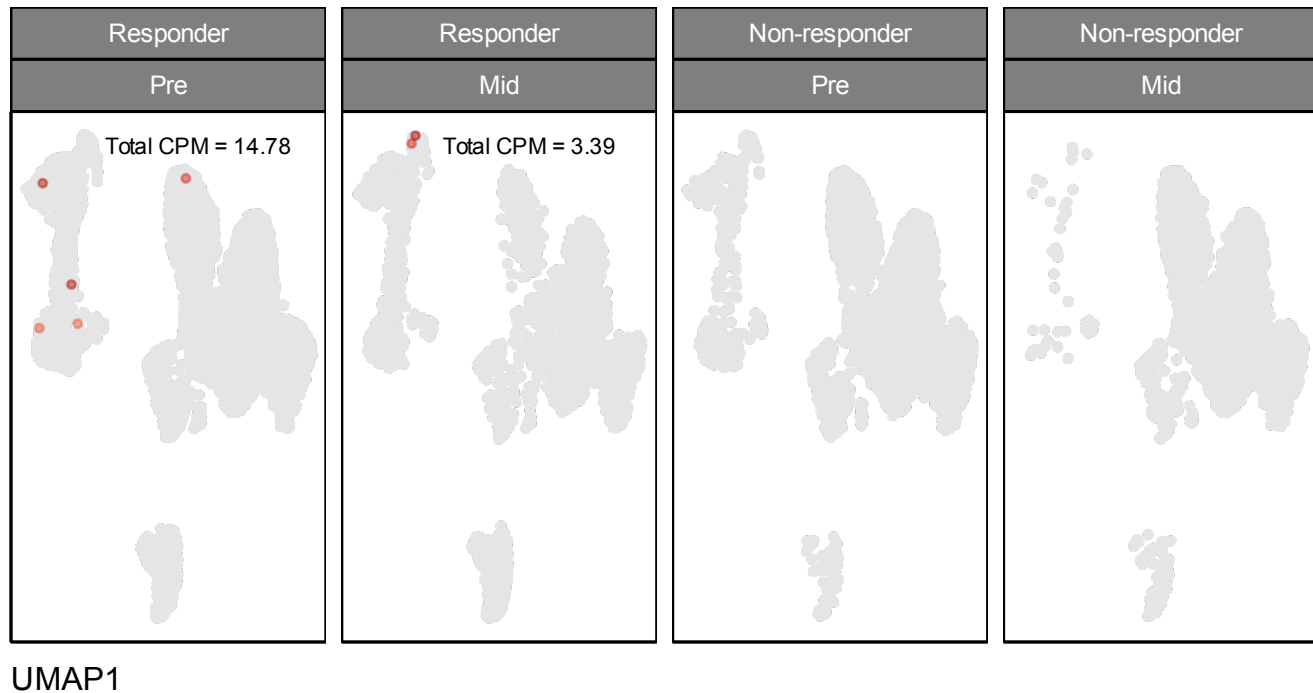 Responder Responder Non-responder Non-responder
Pre Mid Pre Mid
Total CPM = 14.78 Total CPM = 3.39
UMAP1